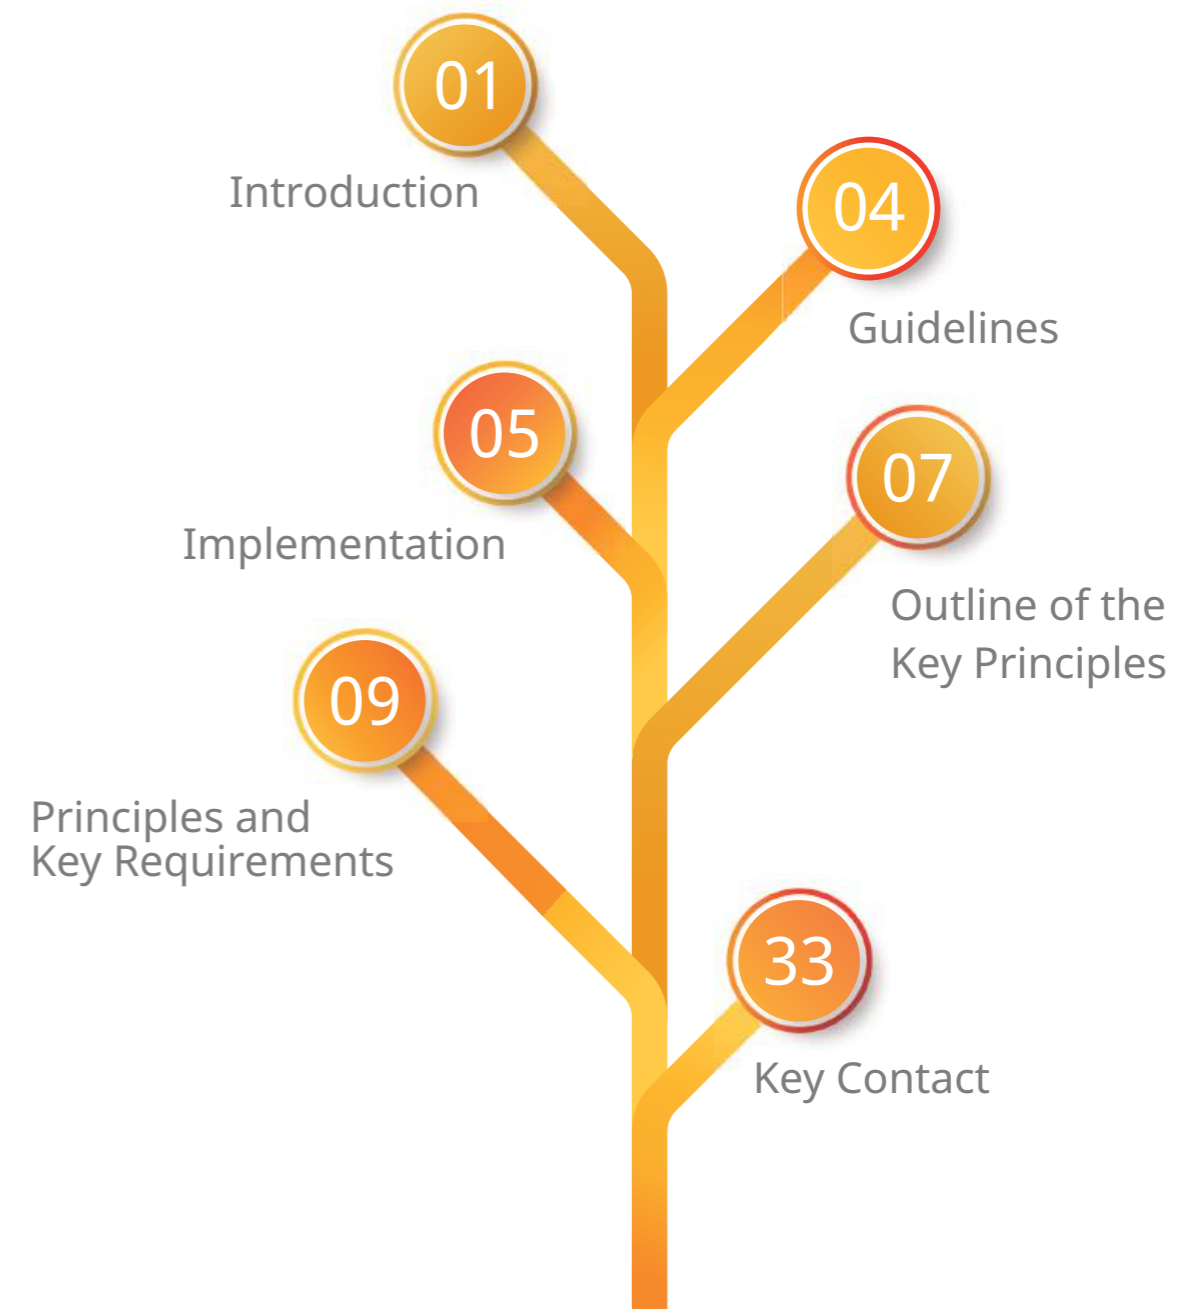 01
Introduction
04
Guidelines
05
Implementation
07
Outline of the
Key Principles
09
Principles and
Key Requirements
33
Key Contact